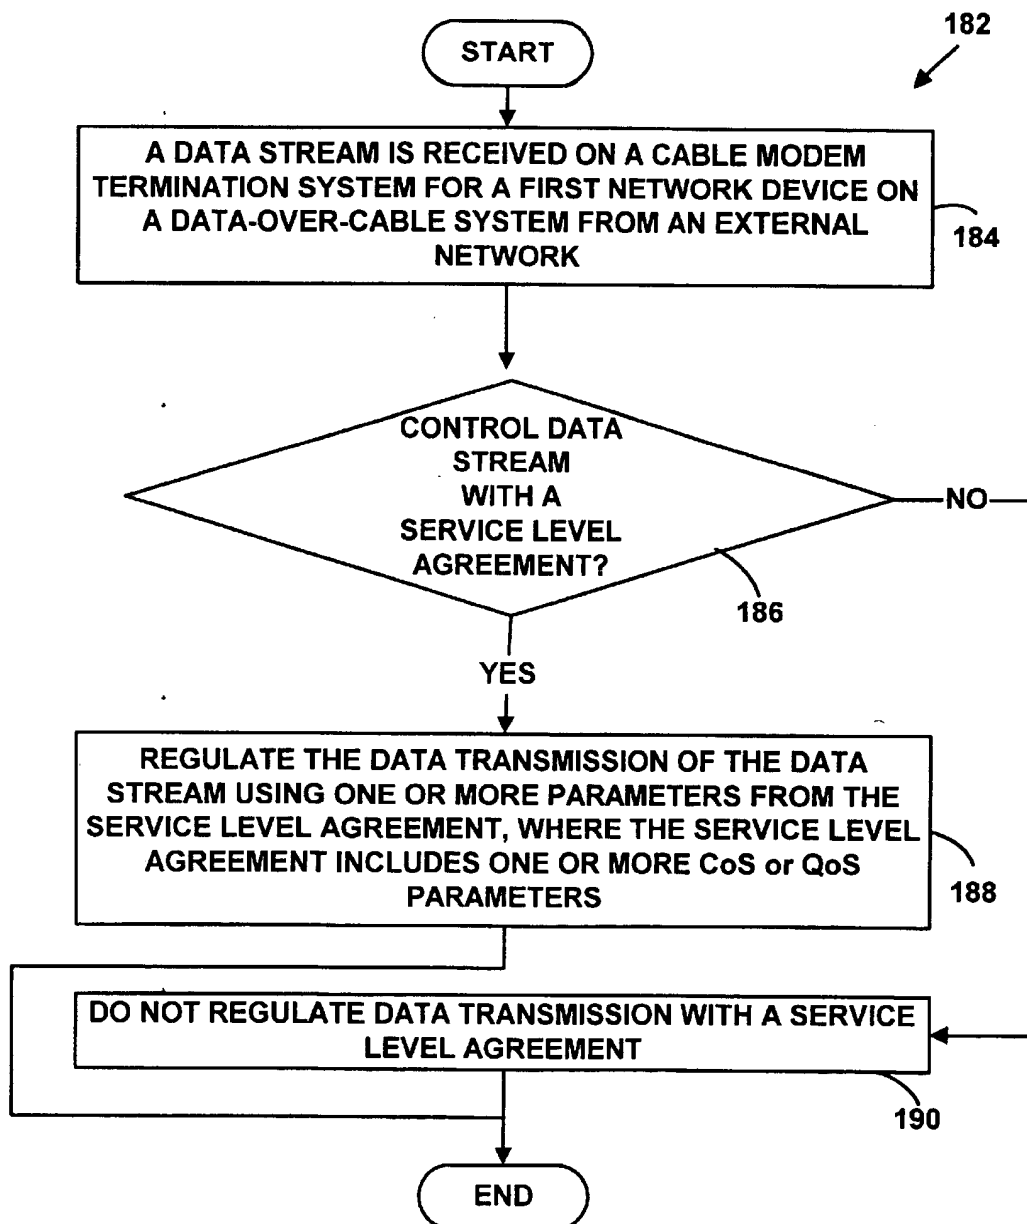 182
START
A DATA STREAM IS RECEIVED ON A CABLE MODEM
TERMINATION SYSTEM FOR A FIRST NETWORK DEVICE ON
A DATA-OVER-CABLE SYSTEM FROM AN EXTERNAL
NETWORK
184
CONTROL DATA
STREAM
WITH A
SERVICE LEVEL
AGREEMENT?
NO
186
YES
REGULATE THE DATA TRANSMISSION OF THE DATA
STREAM USING ONE OR MORE PARAMETERS FROM THE
SERVICE LEVEL AGREEMENT, WHERE THE SERVICE LEVEL
AGREEMENT INCLUDES ONE OR MORE CoS or QoS
PARAMETERS
188
DO NOT REGULATE DATA TRANSMISSION WITH A SERVICE
LEVEL AGREEMENT
190
END